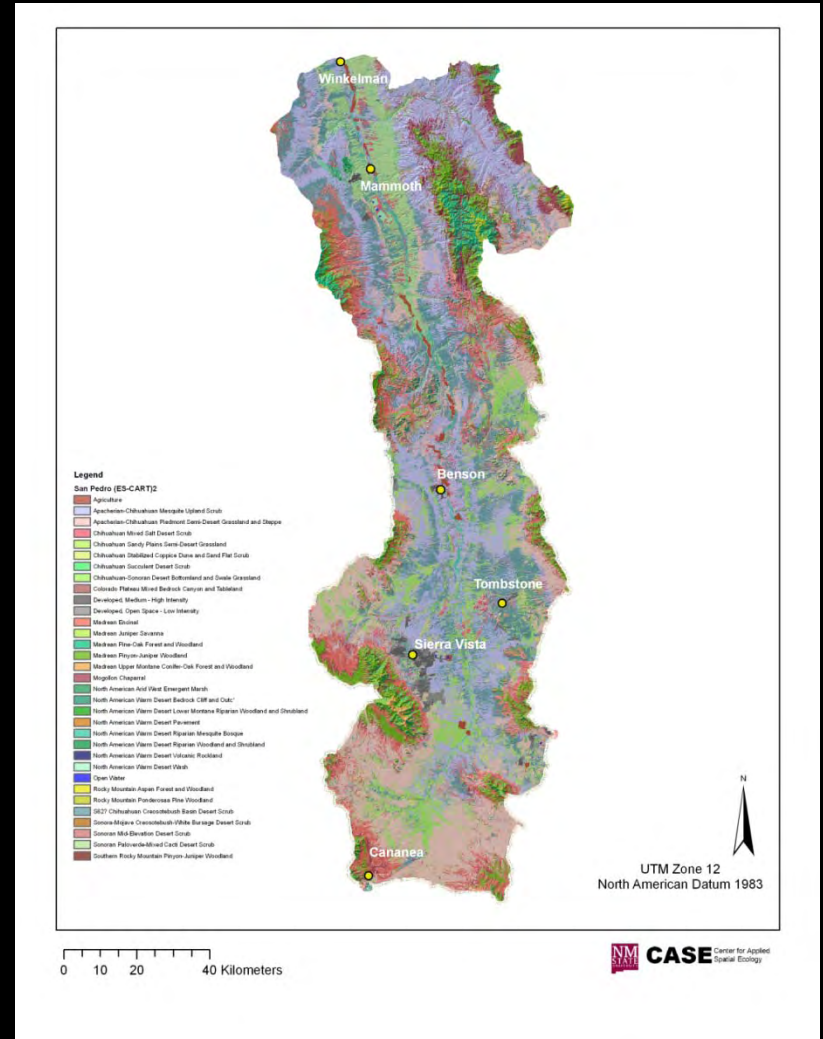 Winkelman
Mammoth
Benson
Tombstone
Sierra Vista
Cananea
Legend
San Pedro (ES-CART)2
Agriculture
Apacherian-Chihuahuan Mesquite Upland Scrub
Apacherian-Chihuahuan Piedmont Semi-Desert Grassland and Steppe
Chihuahuan Mixed Salt Desert Scrub
Chihuahuan Sandy Plains Semi-Desert Grassland
Chihuahuan Stabilized Coppice Dune and Sand Flat Scrub
Chihuahuan Succulent Desert Scrub
Chihuahuan-Sonoran Desert Bottomland and Swale Grassland
Colorado Plateau Mixed Bedrock Canyon and Tableland
Developed, Medium - High Intensity
Developed, Open Space - Low Intensity
Madrean Encinal
Madrean Juniper Savanna
Madrean Pine-Oak Forest and Woodland
Madrean Pinyon-Juniper Woodland
Madrean Upper Montane Conifer-Oak Forest and Woodland
Mogollon Chaparral
North American Arid West Emergent Marsh
North American Warm Desert Bedrock Cliff and Outc'
North American Warm Desert Lower Montane Riparian Woodland and Shrubland
North American Warm Desert Pavement
North American Warm Desert Riparian Mesquite Bosque
North American Warm Desert Riparian Woodland and Shrubland
North American Warm Desert Volcanic Rockland
North American Warm Desert Wash
Open Water
Rocky Mountain Aspen Forest and Woodland
Rocky Mountain Ponderosa Pine Woodland
S627 Chihuahuan Creosotebush Basin Desert Scrub
Sonora-Mojave Creosotebush-White Bursage Desert Scrub
Sonoran Mid-Elevation Desert Scrub
Sonoran Paloverde-Mixed Cacti Desert Scrub
Southern Rocky Mountain Pinyon-Juniper Woodland
N
UTM Zone 12
North American Datum 1983
0 10 20 40 Kilometers
NM
STATE
CASE Center for Applied
Spatial Ecology